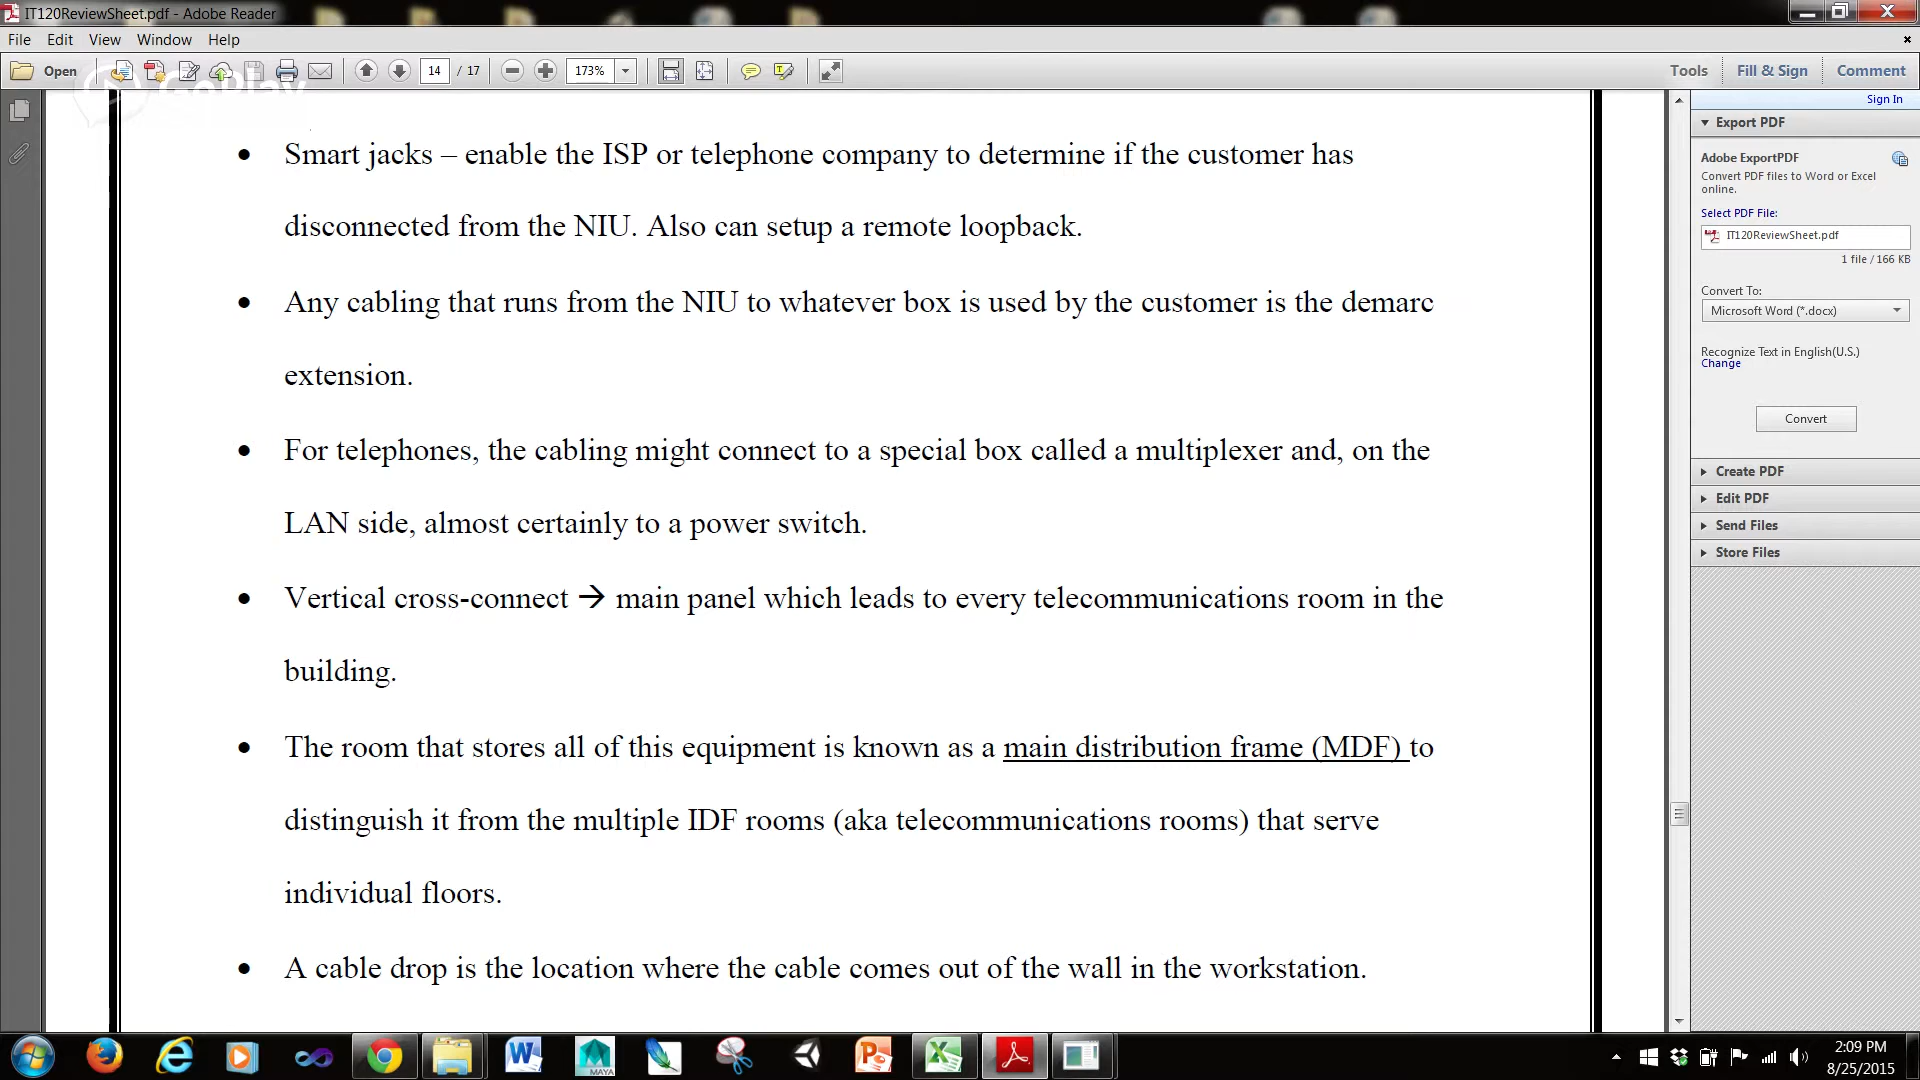 IT120ReviewSheet.pdf - Adobe Reader
File Edit View Window Help
Open 14 / 17 173% Tools Fill & Sign Comment
Sign In
Export PDF
Adobe ExportPDF
Convert PDF files to Word or Excel
online.
Select PDF File:
IT120ReviewSheet.pdf
1 file / 166 KB
Convert To:
Microsoft Word (*.docx)
Recognize Text in English(U.S.)
Change
Convert
Create PDF
Edit PDF
Send Files
Store Files
• Smart jacks – enable the ISP or telephone company to determine if the customer has
disconnected from the NIU. Also can setup a remote loopback.
• Any cabling that runs from the NIU to whatever box is used by the customer is the demarc
extension.
• For telephones, the cabling might connect to a special box called a multiplexer and, on the
LAN side, almost certainly to a power switch.
• Vertical cross-connect → main panel which leads to every telecommunications room in the
building.
• The room that stores all of this equipment is known as a main distribution frame (MDF) to
distinguish it from the multiple IDF rooms (aka telecommunications rooms) that serve
individual floors.
• A cable drop is the location where the cable comes out of the wall in the workstation.
MAYA
2:09 PM
8/25/2015